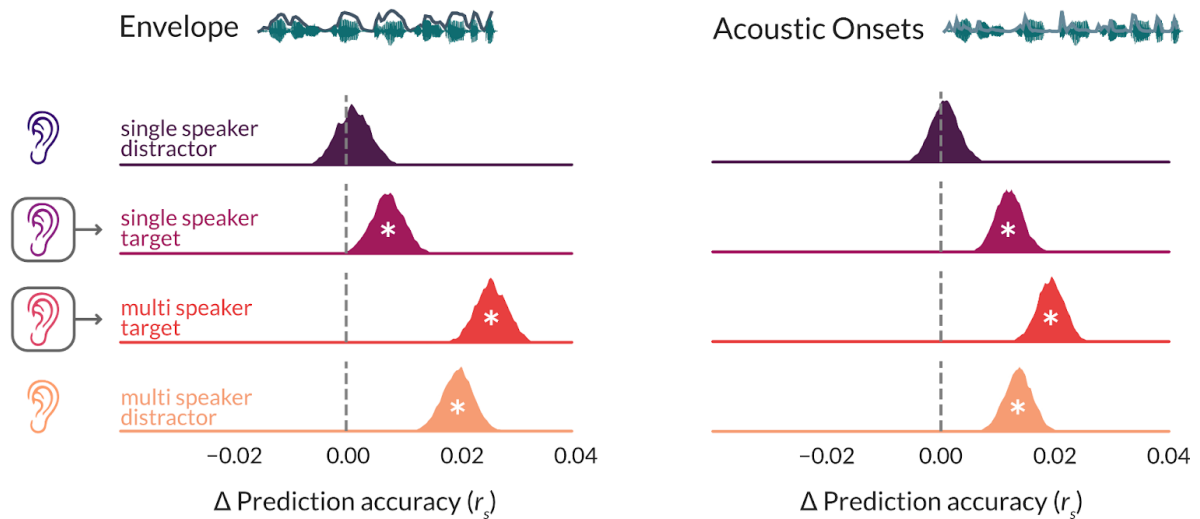 Envelope
single speaker
distractor
*
single speaker
target
*
multi speaker
target
*
multi speaker
distractor
−0.02 0.00 0.02 0.04
Δ Prediction accuracy (rs)
Acoustic Onsets
*
*
*
−0.02 0.00 0.02 0.04
Δ Prediction accuracy (rs)